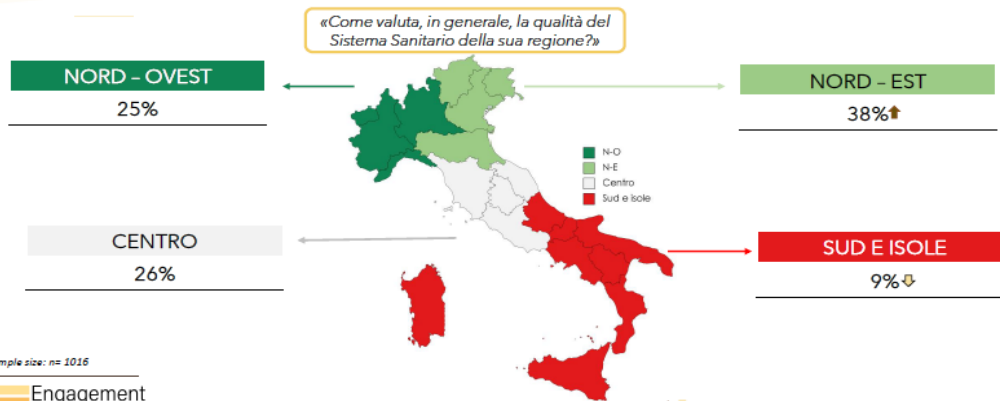 «Come valuta, in generale, la qualità del
Sistema Sanitario della sua regione?»
NORD – OVEST
25%
NORD – EST
38%
N-O
N-E
Centro
Sud e Isole
CENTRO
26%
SUD E ISOLE
9%
size: n= 1016
Engagement